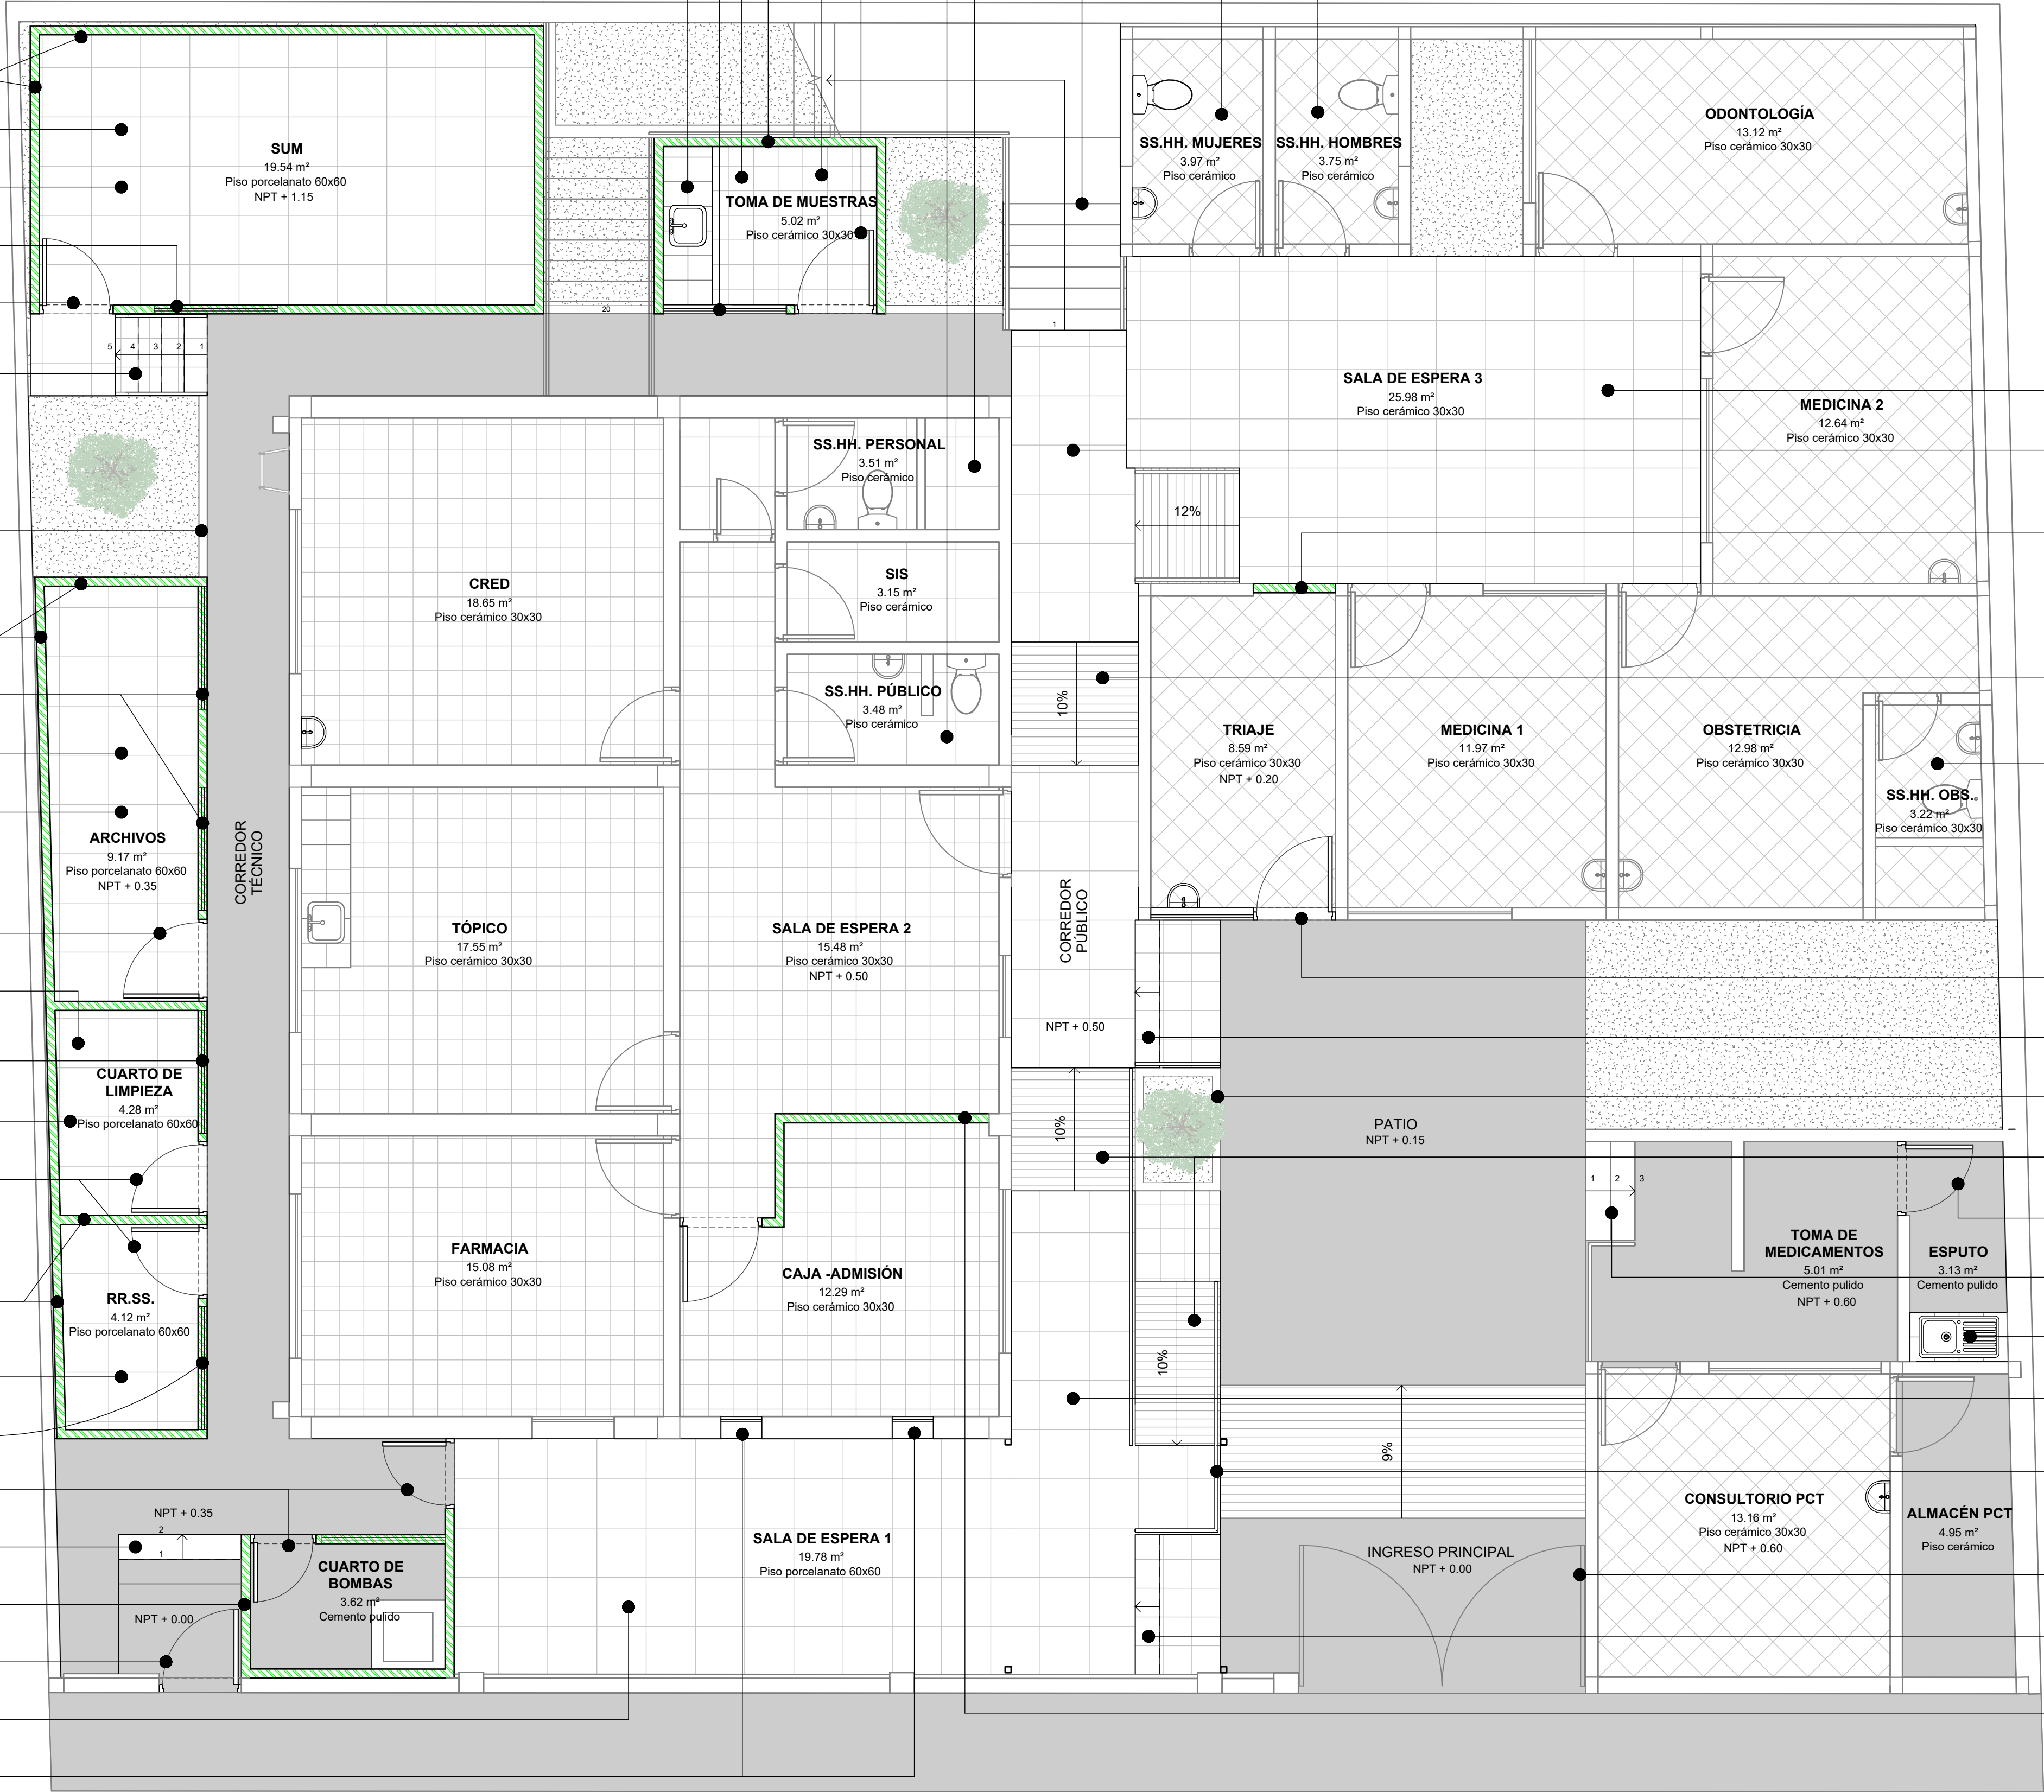 SUM
19.54 m²
Piso porcelanato 60x60
NPT + 1.15
TOMA DE MUESTRAS
5.02 m²
Piso cerámico 30x30
SS.HH. MUJERES
3.97 m²
Piso cerámico
SS.HH. HOMBRES
3.75 m²
Piso cerámico
ODONTOLOGÍA
13.12 m²
Piso cerámico 30x30
20
1
5 4 3 2 1
SALA DE ESPERA 3
25.98 m²
Piso cerámico 30x30
MEDICINA 2
12.64 m²
Piso cerámico 30x30
SS.HH. PERSONAL
3.51 m²
Piso cerámico
12%
CRED
18.65 m²
Piso cerámico 30x30
SIS
3.15 m²
Piso cerámico
SS.HH. PÚBLICO
3.48 m²
Piso cerámico
10%
TRIAJE
8.59 m²
Piso cerámico 30x30
NPT + 0.20
MEDICINA 1
11.97 m²
Piso cerámico 30x30
OBSTETRICIA
12.98 m²
Piso cerámico 30x30
SS.HH. OBS.
3.22 m²
Piso cerámico 30x30
ARCHIVOS
9.17 m²
Piso porcelanato 60x60
NPT + 0.35
CORREDOR
TÉCNICO
TÓPICO
17.55 m²
Piso cerámico 30x30
SALA DE ESPERA 2
15.48 m²
Piso cerámico 30x30
NPT + 0.50
CORREDOR
PÚBLICO
NPT + 0.50
CUARTO DE
LIMPIEZA
4.28 m²
Piso porcelanato 60x60
10%
PATIO
NPT + 0.15
1 2 3
TOMA DE
MEDICAMENTOS
5.01 m²
Cemento pulido
NPT + 0.60
ESPUTO
3.13 m²
Cemento pulido
RR.SS.
4.12 m²
Piso porcelanato 60x60
FARMACIA
15.08 m²
Piso cerámico 30x30
CAJA -ADMISIÓN
12.29 m²
Piso cerámico 30x30
10%
9%
NPT + 0.35
2
1
NPT + 0.00
CUARTO DE
BOMBAS
3.62 m²
Cemento pulido
SALA DE ESPERA 1
19.78 m²
Piso porcelanato 60x60
INGRESO PRINCIPAL
NPT + 0.00
CONSULTORIO PCT
13.16 m²
Piso cerámico 30x30
NPT + 0.60
ALMACÉN PCT
4.95 m²
Piso cerámico